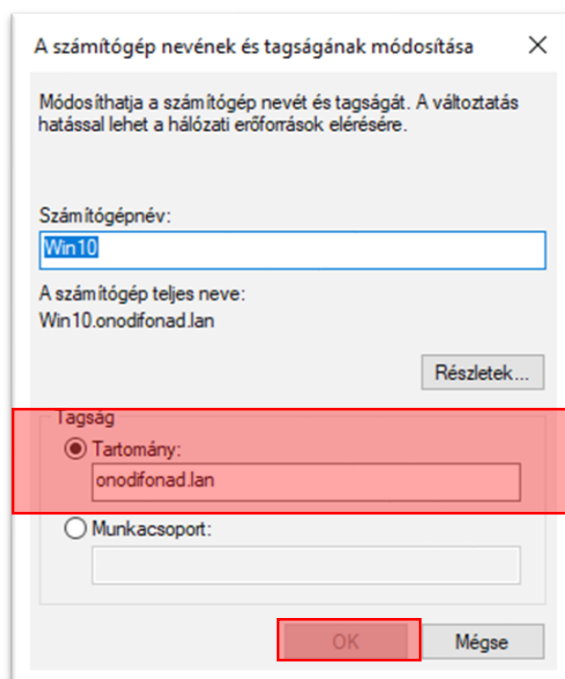 A számítógép nevének és tagságának módosítása
Módosíthatja a számítógép nevét és tagságát. A változtatás
hatással lehet a hálózati erőforrások elérésére.
Számítógépnév:
Win10
A számítógép teljes neve:
Win10.onodifonad.lan
Részletek...
Tagság
Tartomány:
onodifonad.lan
Munkacsoport:
OK Mégse